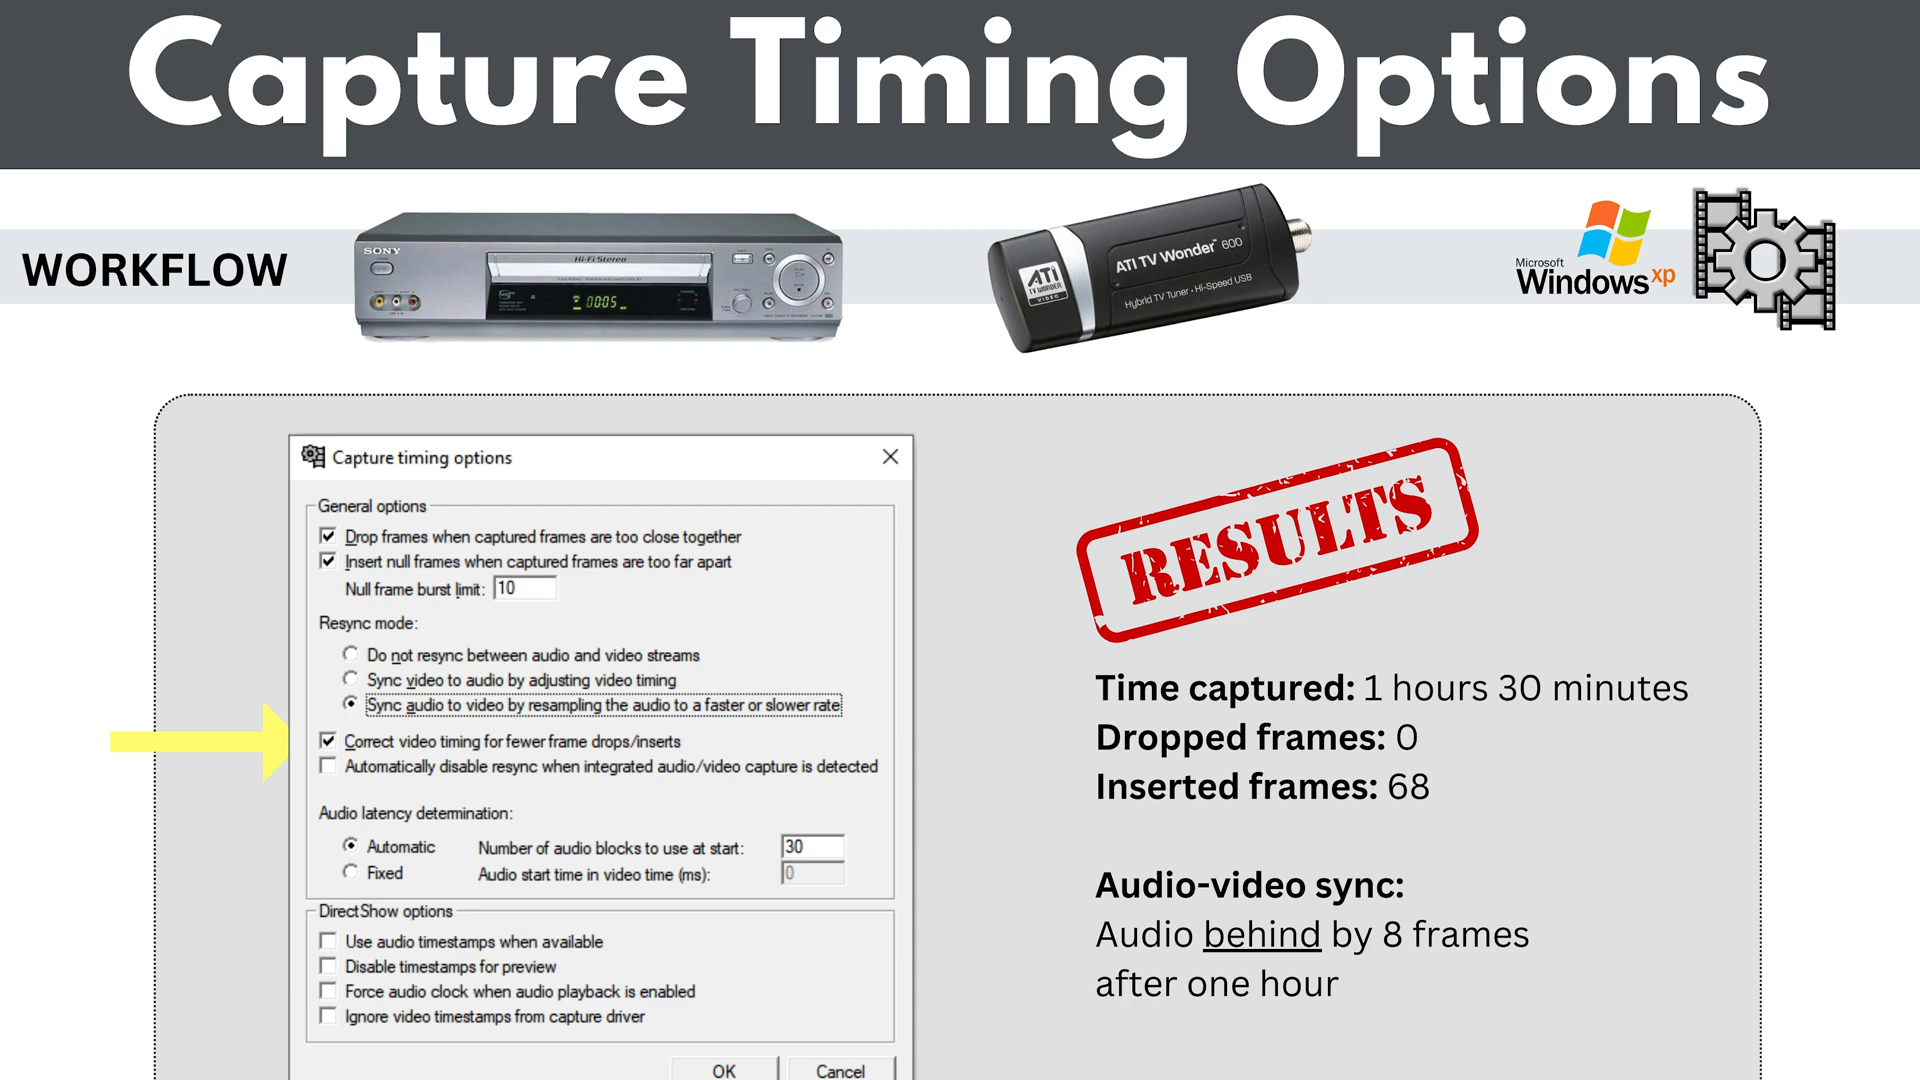 Capture Timing Options
WORKFLOW
SONY
Hi-Fi Stereo
0005
ATI
TV WONDER
VIDEO
ATI TV Wonder™ 600
Hybrid TV Tuner • Hi-Speed USB
Microsoft
Windows xp
Capture timing options
General options
Drop frames when captured frames are too close together
Insert null frames when captured frames are too far apart
Null frame burst limit: 10
Resync mode:
Do not resync between audio and video streams
Sync video to audio by adjusting video timing
Sync audio to video by resampling the audio to a faster or slower rate
Correct video timing for fewer frame drops/inserts
Automatically disable resync when integrated audio/video capture is detected
Audio latency determination:
Automatic Number of audio blocks to use at start: 30
Fixed Audio start time in video time (ms): 0
DirectShow options
Use audio timestamps when available
Disable timestamps for preview
Force audio clock when audio playback is enabled
Ignore video timestamps from capture driver
OK Cancel
RESULTS
Time captured: 1 hours 30 minutes
Dropped frames: 0
Inserted frames: 68
Audio-video sync:
Audio behind by 8 frames
after one hour